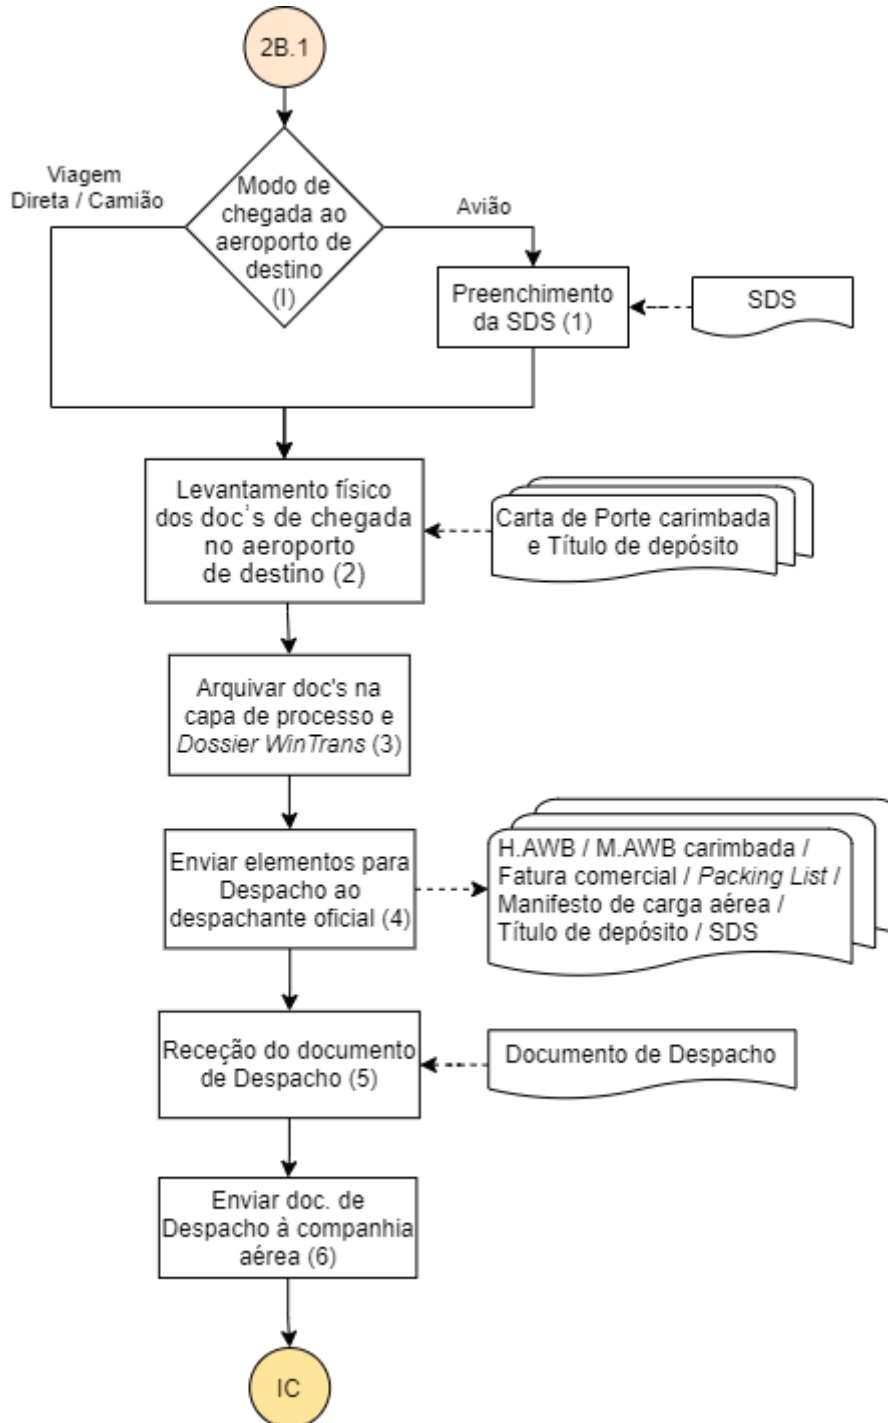 2B.1
Viagem
Direta / Camião
Modo de
chegada ao
aeroporto de
destino
(I)
Avião
Preenchimento
da SDS (1)
SDS
Levantamento físico
dos doc's de chegada
no aeroporto
de destino (2)
Carta de Porte carimbada
e Título de depósito
Arquivar doc's na
capa de processo e
Dossier WinTrans (3)
Enviar elementos para
Despacho ao
despachante oficial (4)
H.AWB / M.AWB carimbada /
Fatura comercial / Packing List /
Manifesto de carga aérea /
Título de depósito / SDS
Receção do documento
de Despacho (5)
Documento de Despacho
Enviar doc. de
Despacho à companhia
aérea (6)
IC